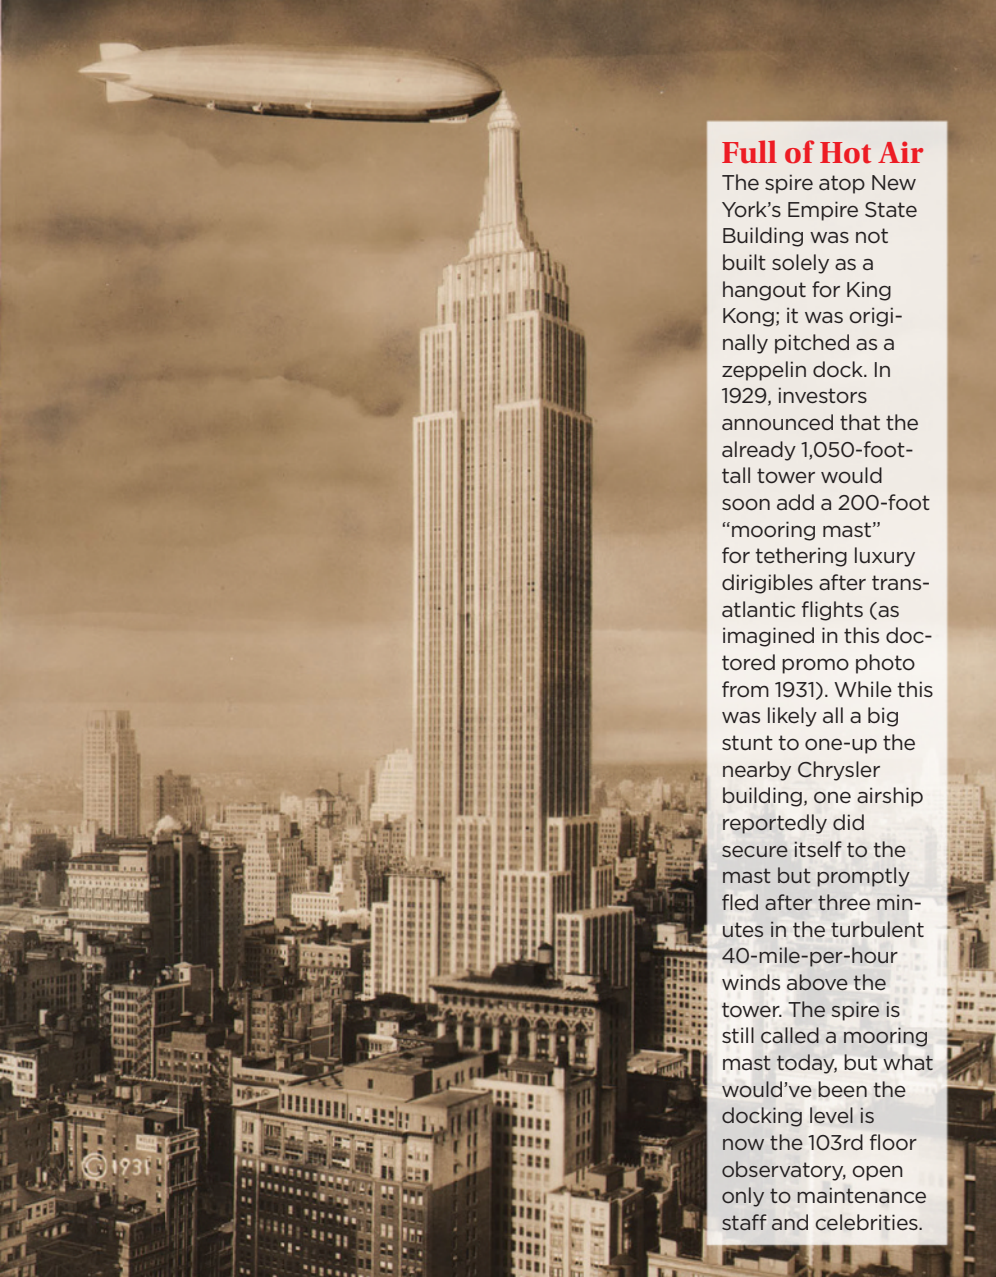 Full of Hot Air
The spire atop New
York’s Empire State
Building was not
built solely as a
hangout for King
Kong; it was origi-
nally pitched as a
zeppelin dock. In
1929, investors
announced that the
already 1,050-foot-
tall tower would
soon add a 200-foot
“mooring mast”
for tethering luxury
dirigibles after trans-
atlantic flights (as
imagined in this doc-
tored promo photo
from 1931). While this
was likely all a big
stunt to one-up the
nearby Chrysler
building, one airship
reportedly did
secure itself to the
mast but promptly
fled after three min-
utes in the turbulent
40-mile-per-hour
winds above the
tower. The spire is
still called a mooring
mast today, but what
would’ve been the
docking level is
now the 103rd floor
observatory, open
only to maintenance
staff and celebrities.
© 1931